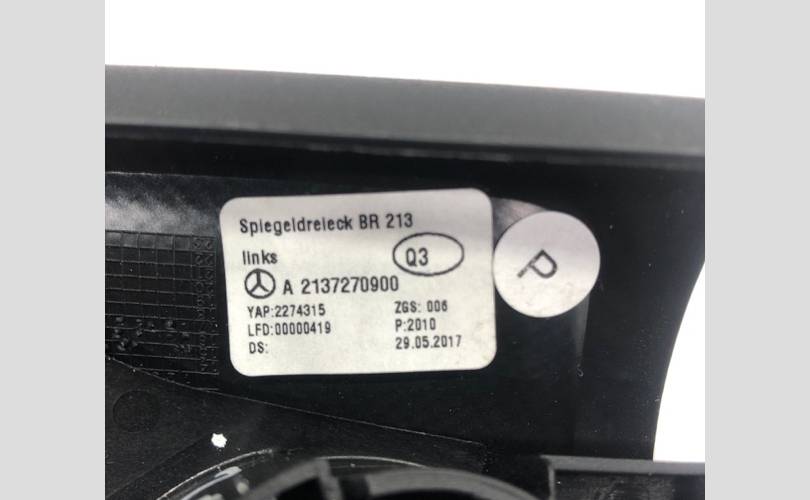 Spiegeldreieck BR 213
links Q3
A 2137270900
YAP:2274315 ZGS: 006
LFD:00000419 P:2010
DS: 29.05.2017
P